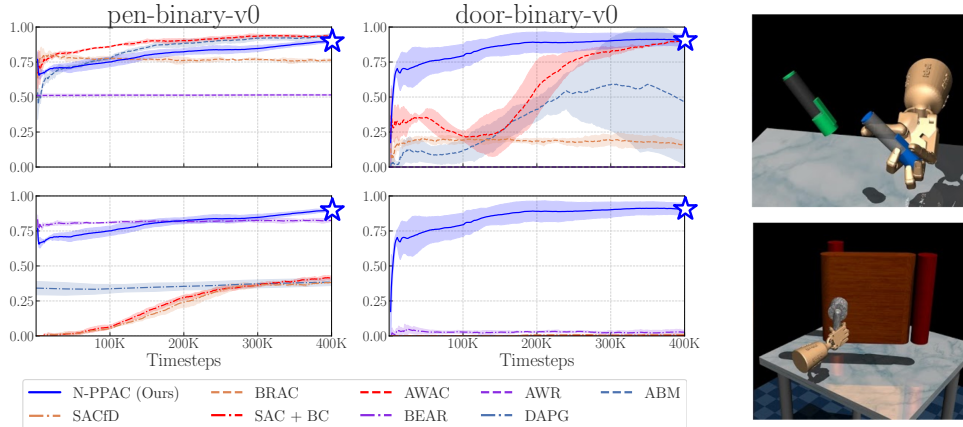 pen-binary-v0
door-binary-v0
1.00
0.75
0.50
0.25
0.00
1.00
0.75
0.50
0.25
0.00
1.00
0.75
0.50
0.25
0.00
100K 200K 300K 400K
Timesteps
1.00
0.75
0.50
0.25
0.00
100K 200K 300K 400K
Timesteps
N-PPAC (Ours) BRAC AWAC AWR ABM
SACfD SAC + BC BEAR DAPG